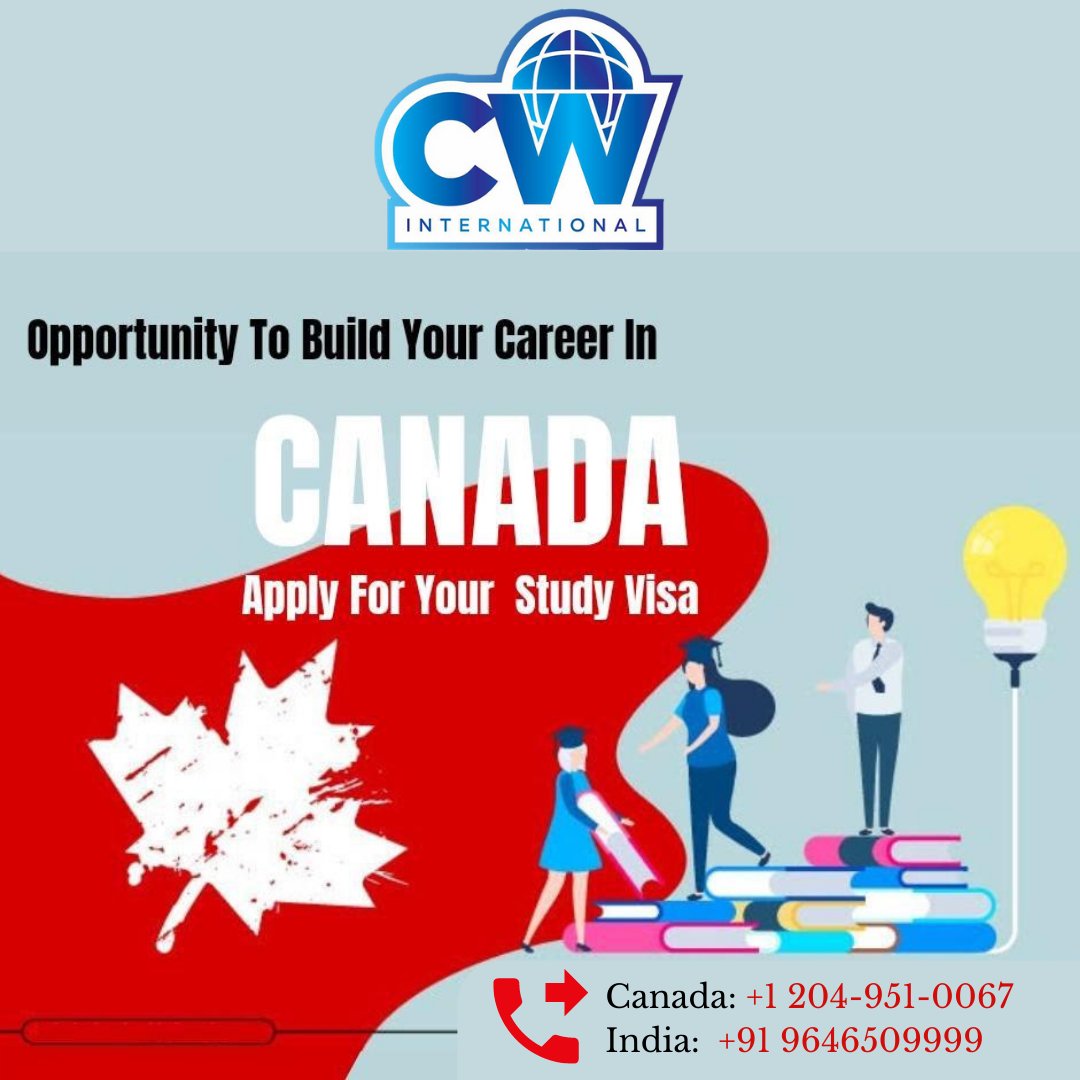 CW
INTERNATIONAL
Opportunity To Build Your Career In
CANADA
Apply For Your Study Visa
Canada: +1 204-951-0067
India: +91 9646509999